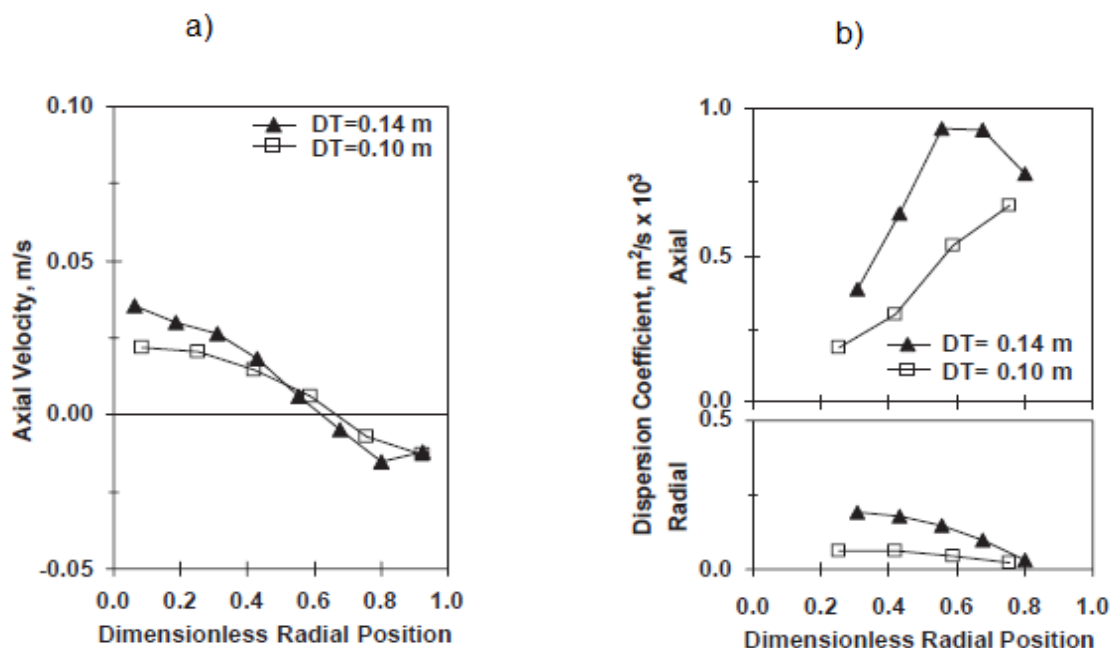 a)
0.10
DT=0.14 m
DT=0.10 m
0.05
0.00
-0.05
Axial Velocity, m/s
0.0 0.2 0.4 0.6 0.8 1.0
Dimensionless Radial Position
b)
1.0
0.5
DT= 0.14 m
DT= 0.10 m
0.0
0.5
0.0
Dispersion Coefficient, m²/s x 10³
Axial
Radial
0.0 0.2 0.4 0.6 0.8 1.0
Dimensionless Radial Position